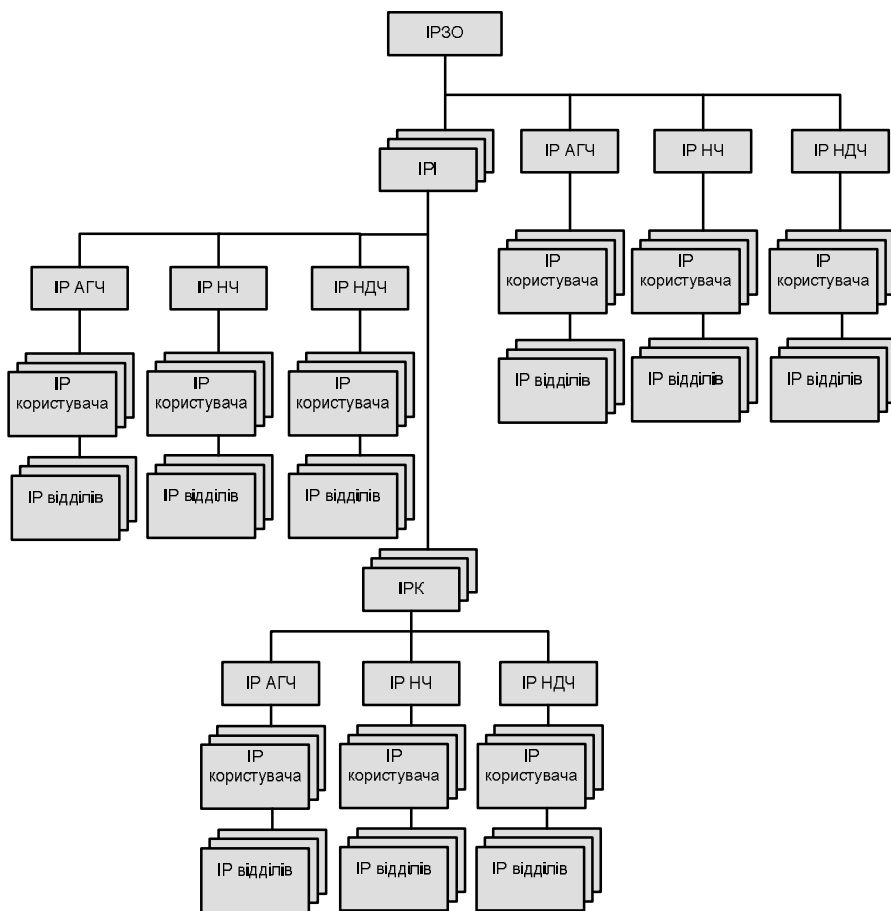 ІРЗО
ІРІ
ІР АГЧ
ІР НЧ
ІР НДЧ
ІР
користувача
ІР
користувача
ІР
користувача
ІР відділів
ІР відділів
ІР відділів
ІР АГЧ
ІР НЧ
ІР НДЧ
ІР
користувача
ІР
користувача
ІР
користувача
ІР відділів
ІР відділів
ІР відділів
ІРК
ІР АГЧ
ІР НЧ
ІР НДЧ
ІР
користувача
ІР
користувача
ІР
користувача
ІР відділів
ІР відділів
ІР відділів